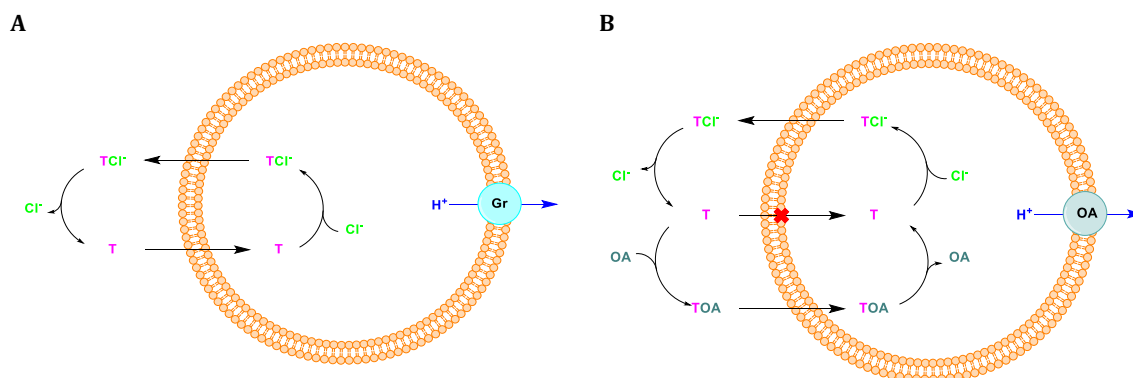 A
TCl⁻ TCl⁻
Cl⁻
T T
Cl⁻
H⁺ Gr
B
TCl⁻ TCl⁻
Cl⁻ Cl⁻
T T
H⁺ OA
OA OA
TOA TOA